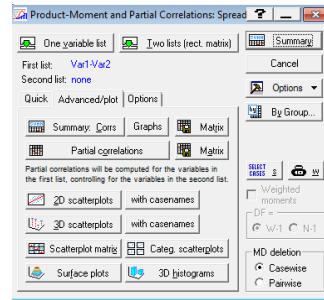 Product-Moment and Partial Correlations: Spread ?
One variable list
Two lists (rect. matrix)
Summary
First list: Var1-Var2
Cancel
Second list: none
Options
Quick
Advanced/plot
Options
By Group...
Summary: Corrs
Graphs
Matrix
Partial correlations
Matrix
Partial correlations will be computed for the variables in
the first list, controlling for the variables in the second list.
SELECT
CASES
S
W
2D scatterplots
with casenames
Weighted
moments
3D scatterplots
with casenames
DF =
W-1
N-1
Scatterplot matrix
Categ. scatterplots
MD deletion
Surface plots
3D histograms
Casewise
Pairwise